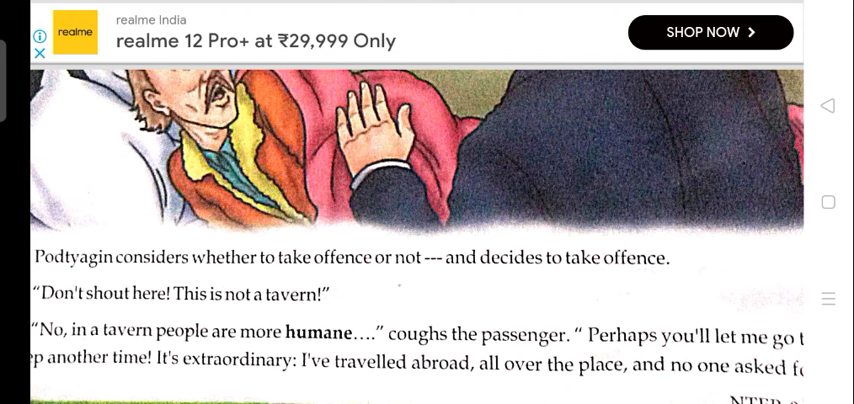 realme India
realme
realme 12 Pro+ at ₹29,999 Only
SHOP NOW
Podtyagin considers whether to take offence or not --- and decides to take offence.
“Don't shout here! This is not a tavern!”
“No, in a tavern people are more humane….” coughs the passenger. “ Perhaps you'll let me go
another time! It's extraordinary: I've travelled abroad, all over the place, and no one asked